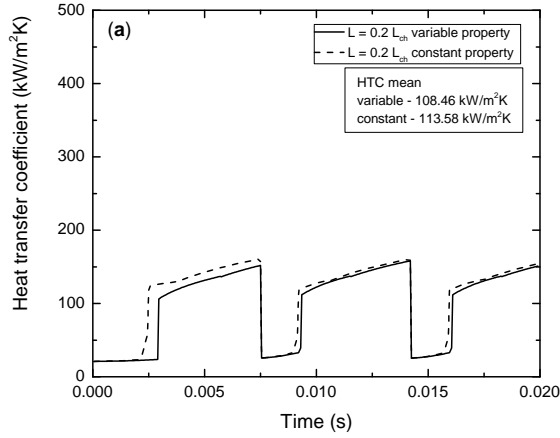 (a)
L = 0.2 Lch variable property
L = 0.2 Lch constant property
HTC mean
variable - 108.46 kW/m²K
constant - 113.58 kW/m²K
Heat transfer coefficient (kW/m²K)
500
400
300
200
100
0
0.000
0.005
0.010
0.015
0.020
Time (s)